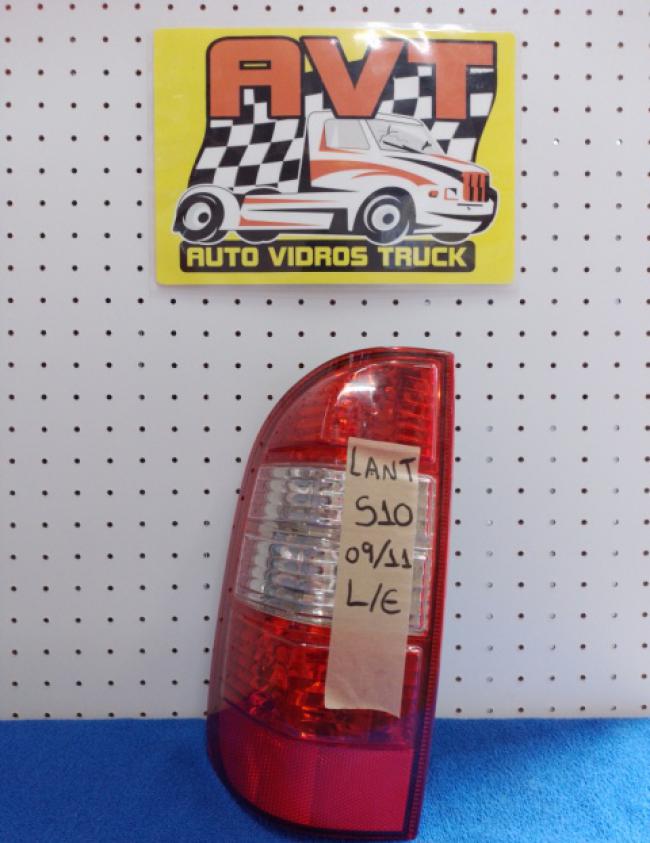 AVT
AUTO VIDROS TRUCK
LANT
S10
09/11
L/E